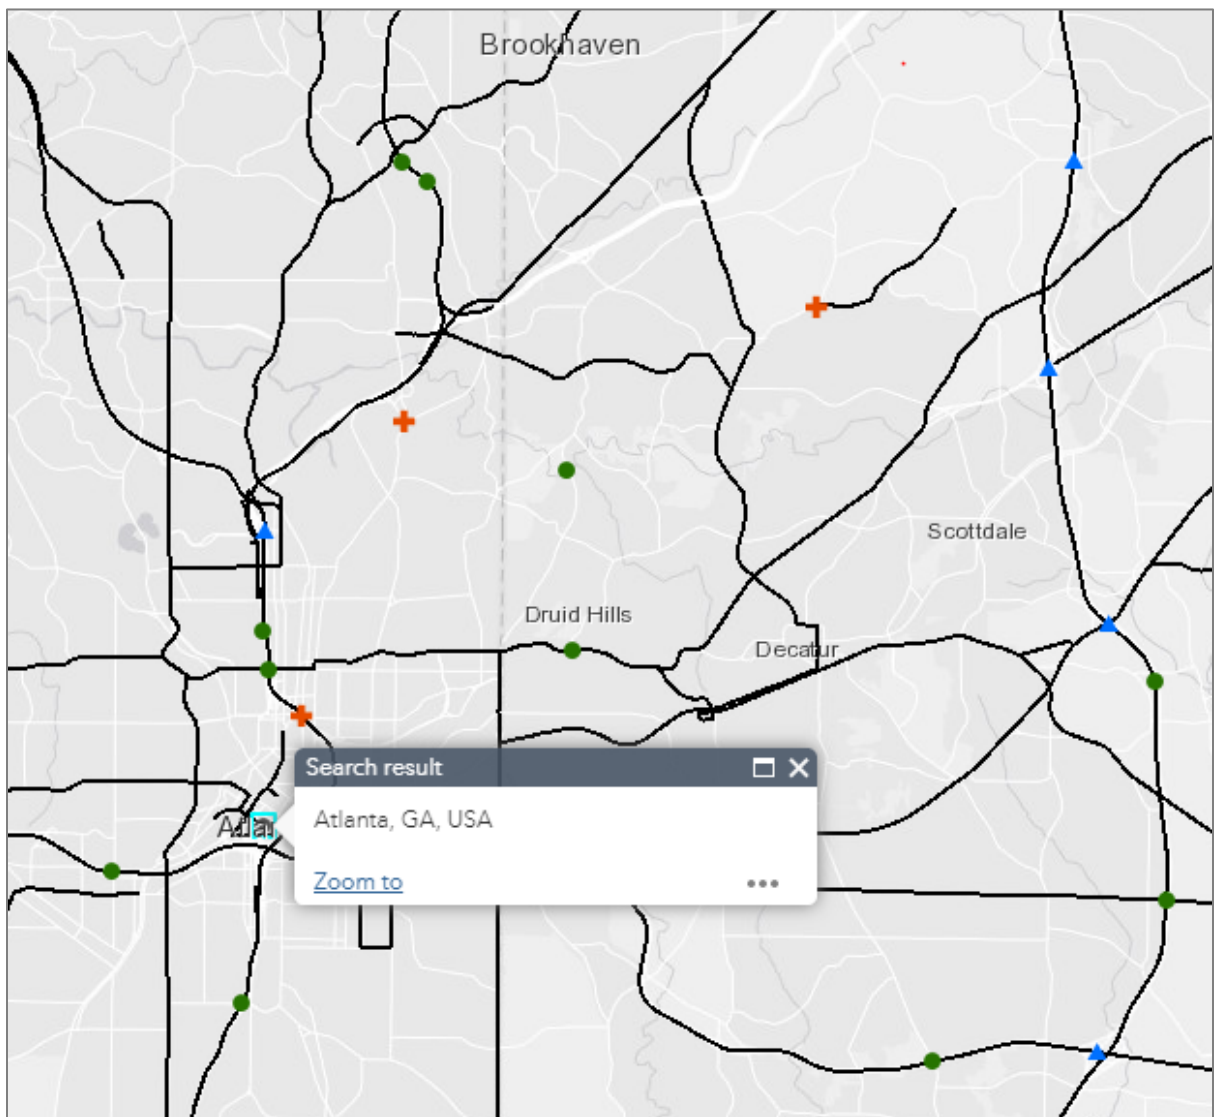 Brookhaven
Scottdale
Druid Hills
Decatur
Search result
Atlanta, GA, USA
Zoom to